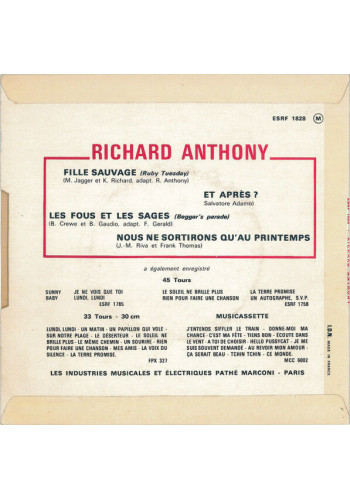 ESRF 1828 M
RICHARD ANTHONY
FILLE SAUVAGE (Ruby Tuesday)
(M. Jagger et K. Richard, adapt. R. Anthony)
ET APRÈS ?
Salvatore Adamo)
LES FOUS ET LES SAGES (Beggar's parade)
(B. Crewe et B. Gaudio, adapt. F. Gerald)
NOUS NE SORTIRONS QU'AU PRINTEMPS
(J.-M. Riva et Frank Thomas)
a également enregistré
45 Tours
SUNNY JE NE VOIS QUE TOI
BABY LUNDI, LUNDI
ESRF 1785
LE SOLEIL NE BRILLE PLUS LA TERRE PROMISE
RIEN POUR FAIRE UNE CHANSON UN AUTOGRAPHE, S.V.P.
ESRF 1758
33 Tours - 30 cm
LUNDI, LUNDI - UN MATIN - UN PAPILLON QUI VOLE -
SUR NOTRE PLAGE - LE DÉSERTEUR - LE SOLEIL NE
BRILLE PLUS - LE MÊME CHEMIN - UN SOURIRE - RIEN
POUR FAIRE UNE CHANSON - MES AMIS - LA VOIX DU
SILENCE - LA TERRE PROMISE.
FPX 327
MUSICASSETTE
J'ENTENDS SIFFLER LE TRAIN - DONNE-MOI MA
CHANCE - C'EST MA FÊTE - TIENS BON - ÉCOUTE DANS
LE VENT - A TOI DE CHOISIR - HELLO PUSSYCAT - JE ME
SUIS SOUVENT DEMANDÉ - AU REVOIR MON AMOUR -
ÇA SERAIT BEAU - TCHIN TCHIN - CE MONDE.
MCC 6002
LES INDUSTRIES MUSICALES ET ÉLECTRIQUES PATHÉ MARCONI - PARIS
I.D.N. MADE IN FRANCE